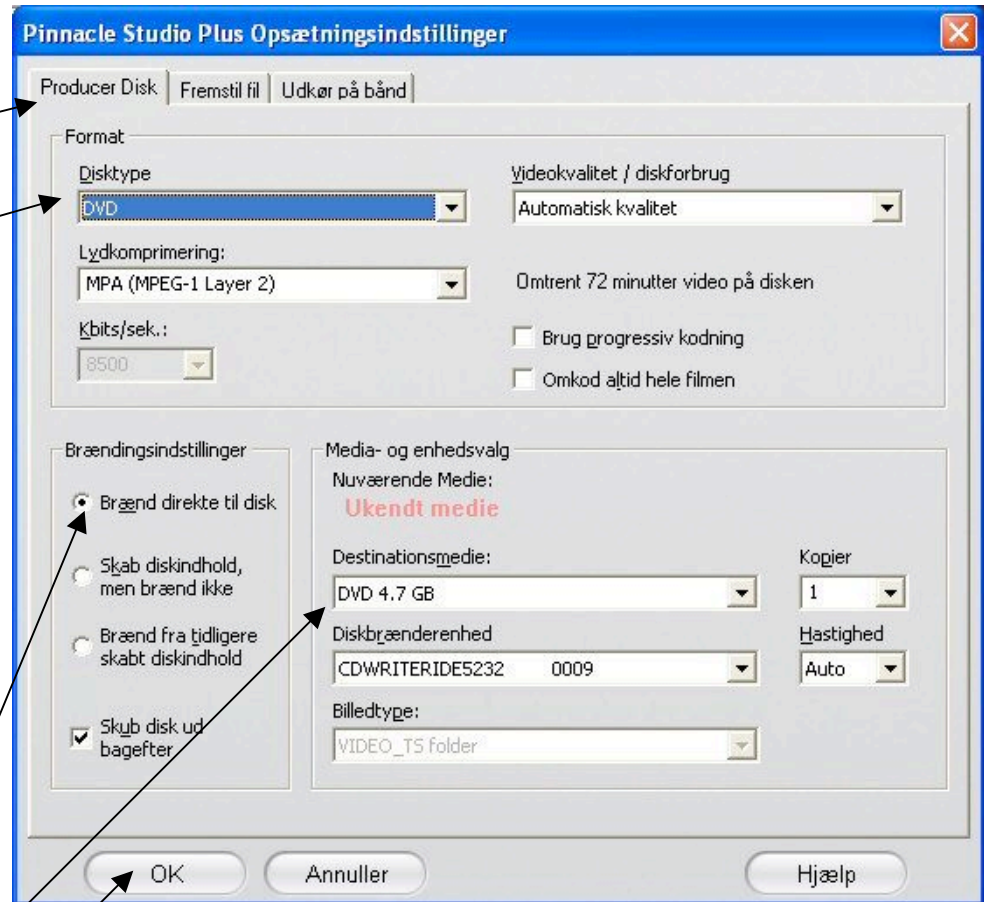 Pinnacle Studio Plus Opsætningsindstillinger
Producer Disk
Fremstil fil
Udkør på bånd
Format
Disktype
DVD
Videokvalitet / diskforbrug
Automatisk kvalitet
Lydkomprimering:
MPA (MPEG-1 Layer 2)
Omtrent 72 minutter video på disken
Kbits/sek.:
8500
Brug progressiv kodning
Omkod altid hele filmen
Brændingsindstillinger
Brænd direkte til disk
Skab diskindhold,
men brænd ikke
Brænd fra tidligere
skabt diskindhold
Skub disk ud
bagefter
Media- og enhedsvalg
Nuværende Medie:
Ukendt medie
Destinationsmedie:
DVD 4.7 GB
Kopier
1
Diskbrænderenhed
CDWRITERIDE5232 0009
Hastighed
Auto
Billedtype:
VIDEO_TS folder
OK
Annuller
Hjælp